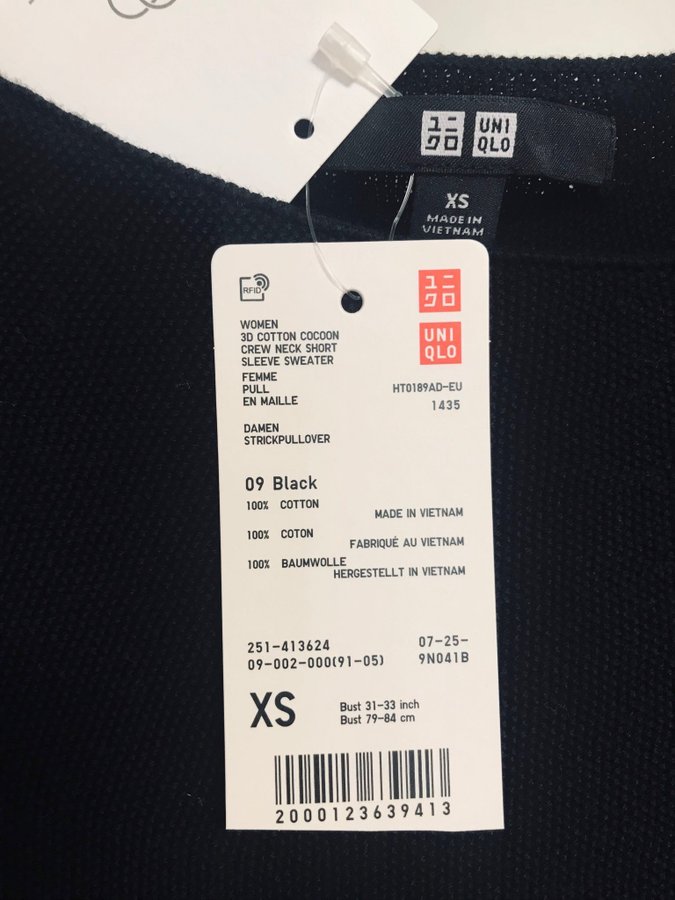 ユニ
クロ
UNI
QLO
XS
MADE IN
VIETNAM
RFID
ユニ
クロ
UNI
QLO
WOMEN
3D COTTON COCOON
CREW NECK SHORT
SLEEVE SWEATER
FEMME
PULL
EN MAILLE
HT0189AD-EU
1435
DAMEN
STRICKPULLOVER
09 Black
100% COTTON
MADE IN VIETNAM
100% COTON
FABRIQUÉ AU VIETNAM
100% BAUMWOLLE
HERGESTELLT IN VIETNAM
251-413624
07-25-
09-002-000(91-05)
9N041B
XS
Bust 31-33 inch
Bust 79-84 cm
2000123639413